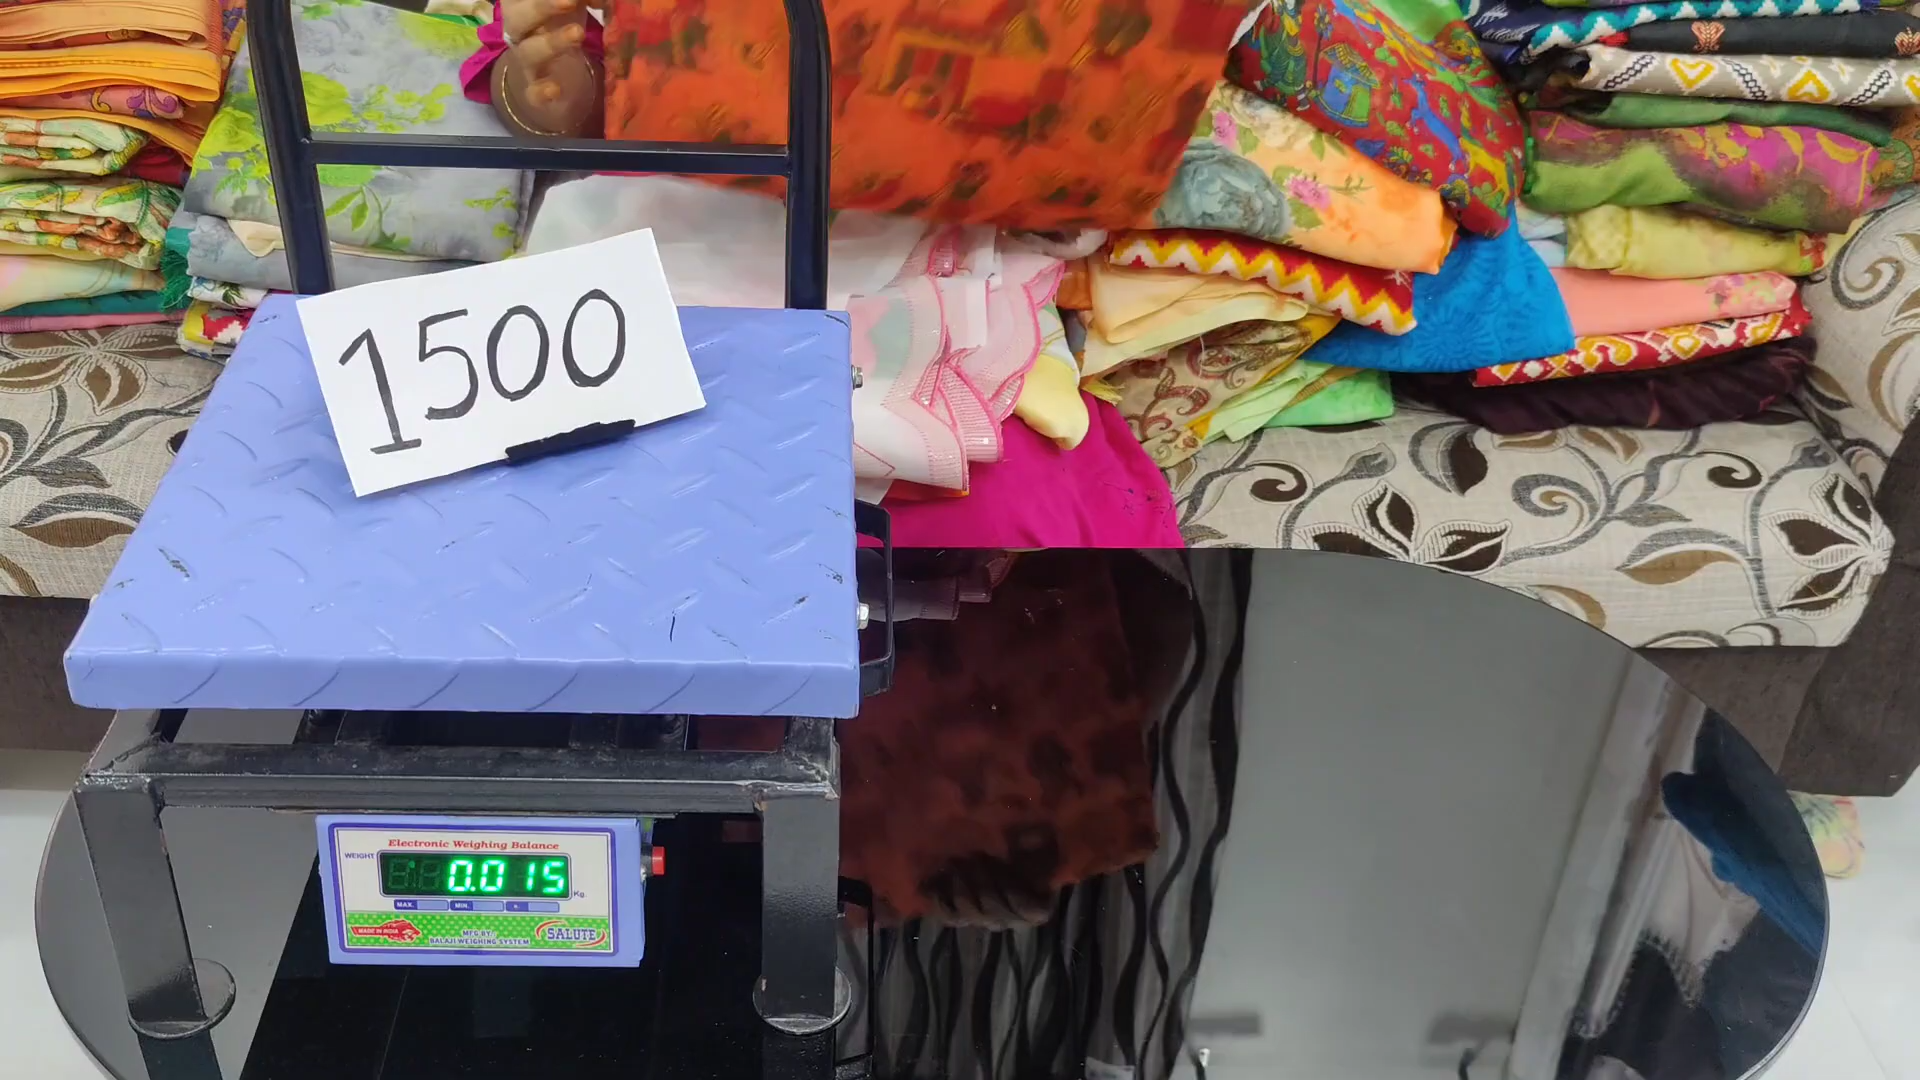 1500
Electronic Weighing Balance
WEIGHT
0.015
Kg.
MAX.
MIN.
e.
MADE IN INDIA
MFG BY:
BALAJI WEIGHING SYSTEM
SALUTE